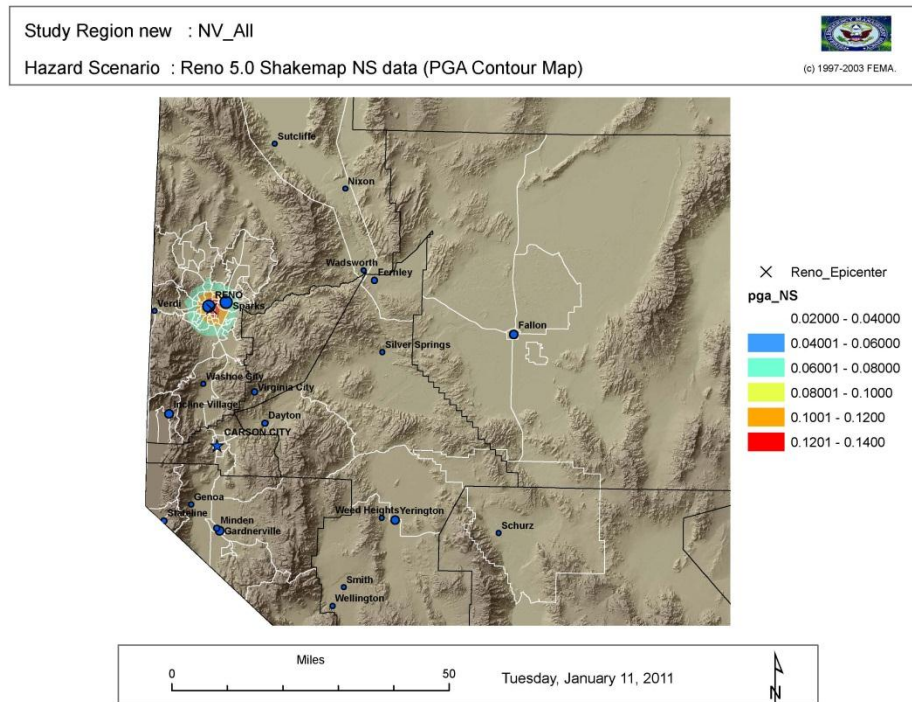 Study Region new : NV_All
Hazard Scenario : Reno 5.0 Shakemap NS data (PGA Contour Map)
(c) 1997-2003 FEMA.
Sutcliffe
Nixon
Wadsworth
Fernley
RENO
Sparks
Verdi
Fallon
Silver Springs
Washoe City
Virginia City
Incline Village
Dayton
CARSON CITY
Genoa
Stateline
Minden
Gardnerville
Weed Heights
Yerington
Schurz
Smith
Wellington
Reno_Epicenter
pga_NS
0.02000 - 0.04000
0.04001 - 0.06000
0.06001 - 0.08000
0.08001 - 0.1000
0.1001 - 0.1200
0.1201 - 0.1400
Miles
0
50
Tuesday, January 11, 2011
N